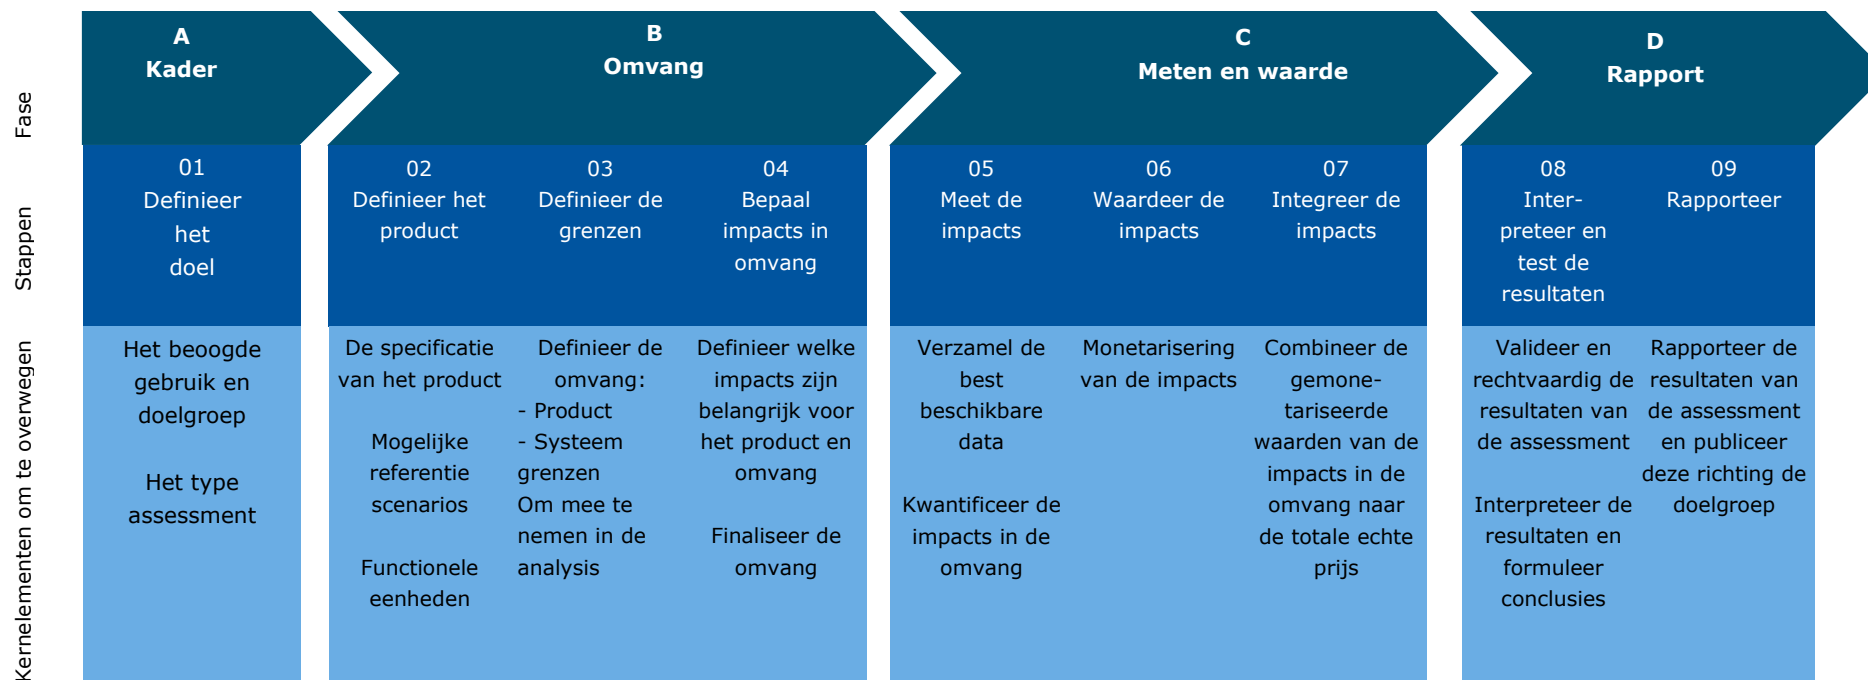 Fase
A
Kader
B
Omvang
C
Meten en waarde
D
Rapport
Stappen
01
Definieer
het
doel
02
Definieer het
product
03
Definieer de
grenzen
04
Bepaal
impacts in
omvang
05
Meet de
impacts
06
Waardeer de
impacts
07
Integreer de
impacts
08
Inter-
preteer en
test de
resultaten
09
Rapporteer
Kernelementen om te overwegen
Het beoogde
gebruik en
doelgroep
Het type
assessment
De specificatie
van het product
Mogelijke
referentie
scenarios
Functionele
eenheden
Definieer de
omvang:
- Product
- Systeem
grenzen
Om mee te
nemen in de
analysis
Definieer welke
impacts zijn
belangrijk voor
het product en
omvang
Finaliseer de
omvang
Verzamel de
best
beschikbare
data
Kwantificeer de
impacts in de
omvang
Monetarisering
van de impacts
Combineer de
gemone-
tariseerde
waarden van de
impacts in de
omvang naar
de totale echte
prijs
Valideer en
rechtvaardig de
resultaten van
de assessment
Interpreteer de
resultaten en
formuleer
conclusies
Rapporteer de
resultaten van
de assessment
en publiceer
deze richting de
doelgroep